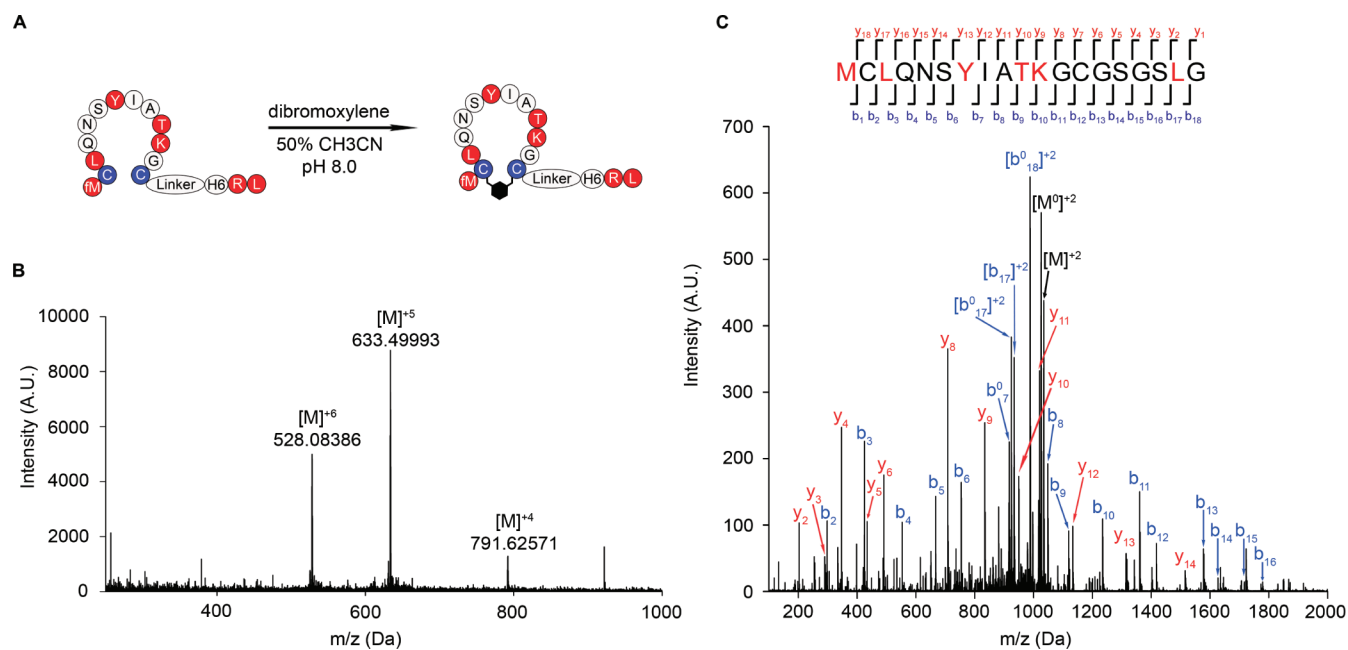 A
fM
L
Q
N
S
Y
I
A
T
K
G
C
C
Linker
H6
R
L
dibromoxylene
50% CH3CN
pH 8.0
fM
L
Q
N
S
Y
I
A
T
K
G
C
C
Linker
H6
R
L
B
Intensity (A.U.)
10000
8000
6000
4000
2000
0
[M]+6
528.08386
[M]+5
633.49993
[M]+4
791.62571
400 600 800 1000
m/z (Da)
C
y18 y17 y16 y15 y14 y13 y12 y11 y10 y9 y8 y7 y6 y5 y4 y3 y2 y1
MCLQNSYIATKGCGSGSLG
b1 b2 b3 b4 b5 b6 b7 b8 b9 b10 b11 b12 b13 b14 b15 b16 b17 b18
Intensity (A.U.)
700
600
500
400
300
200
100
0
[b⁰18]+2
[M⁰]+2
[b17]+2
[M]+2
[b⁰17]+2
y11
y8
y10
b⁰7
y4
b3
y9
b8
y6
y5
b5
b6
y3
b2
b9
y12
y2
b4
b10
b11
b13
y13
b12
b14
b15
y14
b16
200 400 600 800 1000 1200 1400 1600 1800 2000
m/z (Da)